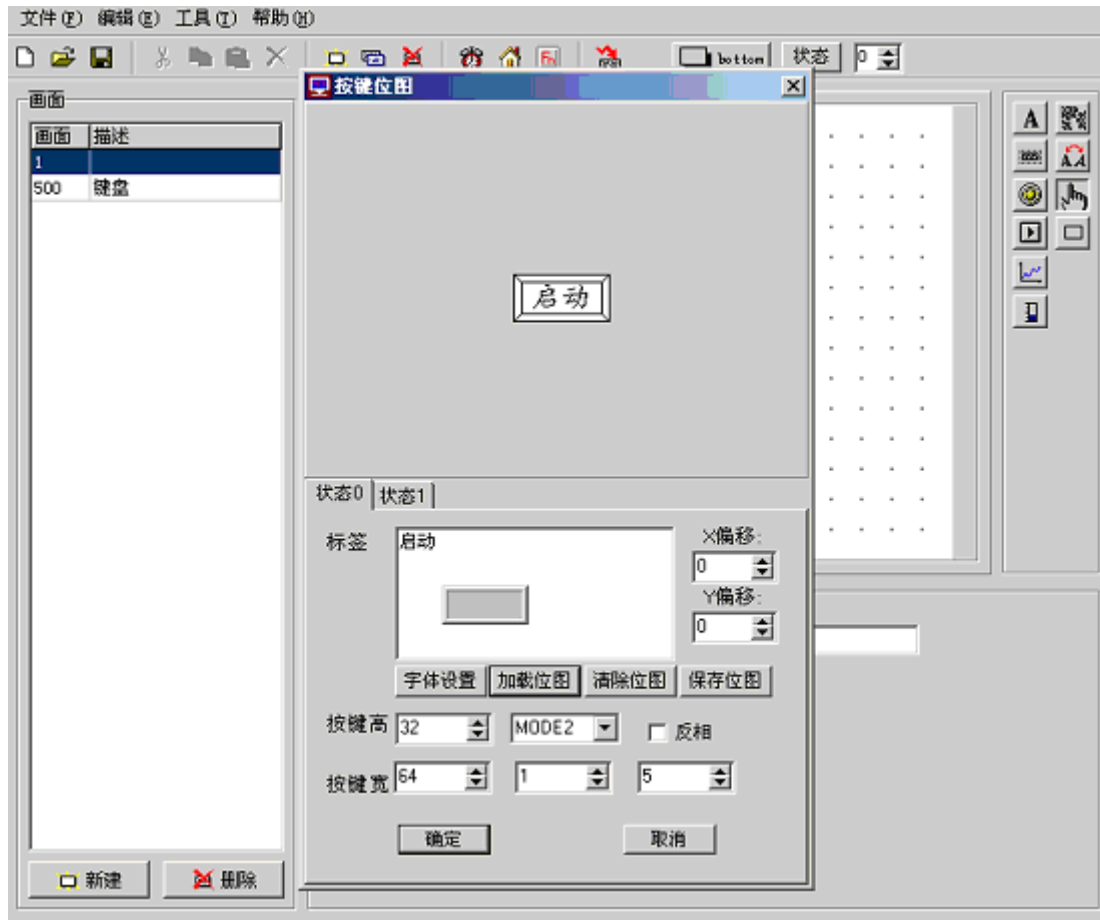 文件(F) 编辑(E) 工具(T) 帮助(H)
bottom 状态 0
画面
画面 描述
1
500 键盘
新建 删除
按键位图
启动
状态0 状态1
标签 启动
X偏移:
0
Y偏移:
0
字体设置 加载位图 清除位图 保存位图
按键高 32 MODE2 反相
按键宽 64 1 5
确定 取消
A
A A